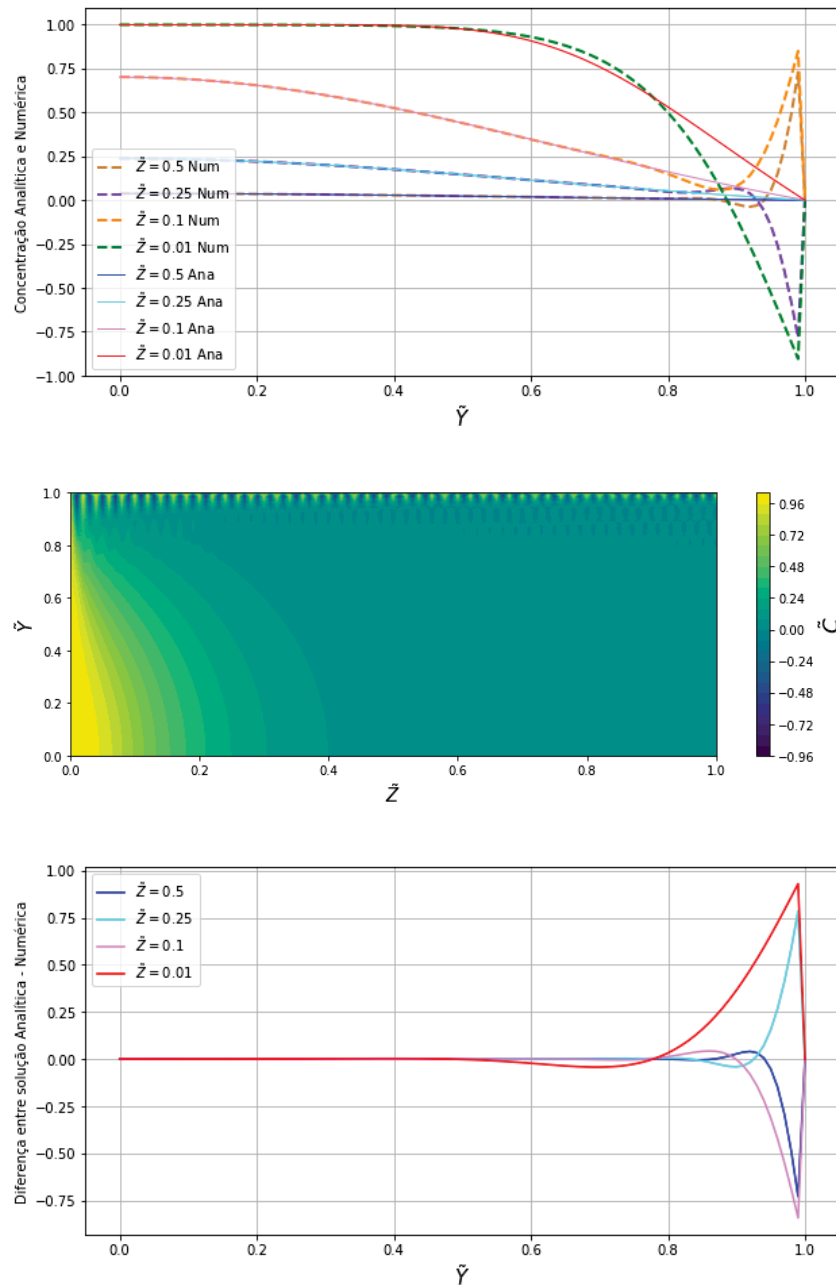 Concentração Analítica e Numérica
1.00
0.75
0.50
0.25
0.00
−0.25
−0.50
−0.75
−1.00
Z̃ = 0.5 Num
Z̃ = 0.25 Num
Z̃ = 0.1 Num
Z̃ = 0.01 Num
Z̃ = 0.5 Ana
Z̃ = 0.25 Ana
Z̃ = 0.1 Ana
Z̃ = 0.01 Ana
0.0 0.2 0.4 0.6 0.8 1.0
Ỹ
Ỹ
1.0
0.8
0.6
0.4
0.2
0.0
0.0 0.2 0.4 0.6 0.8 1.0
Z̃
0.96
0.72
0.48
0.24
0.00
−0.24
−0.48
−0.72
−0.96
C̃
Diferença entre solução Analítica - Numérica
1.00
0.75
0.50
0.25
0.00
−0.25
−0.50
−0.75
Z̃ = 0.5
Z̃ = 0.25
Z̃ = 0.1
Z̃ = 0.01
0.0 0.2 0.4 0.6 0.8 1.0
Ỹ